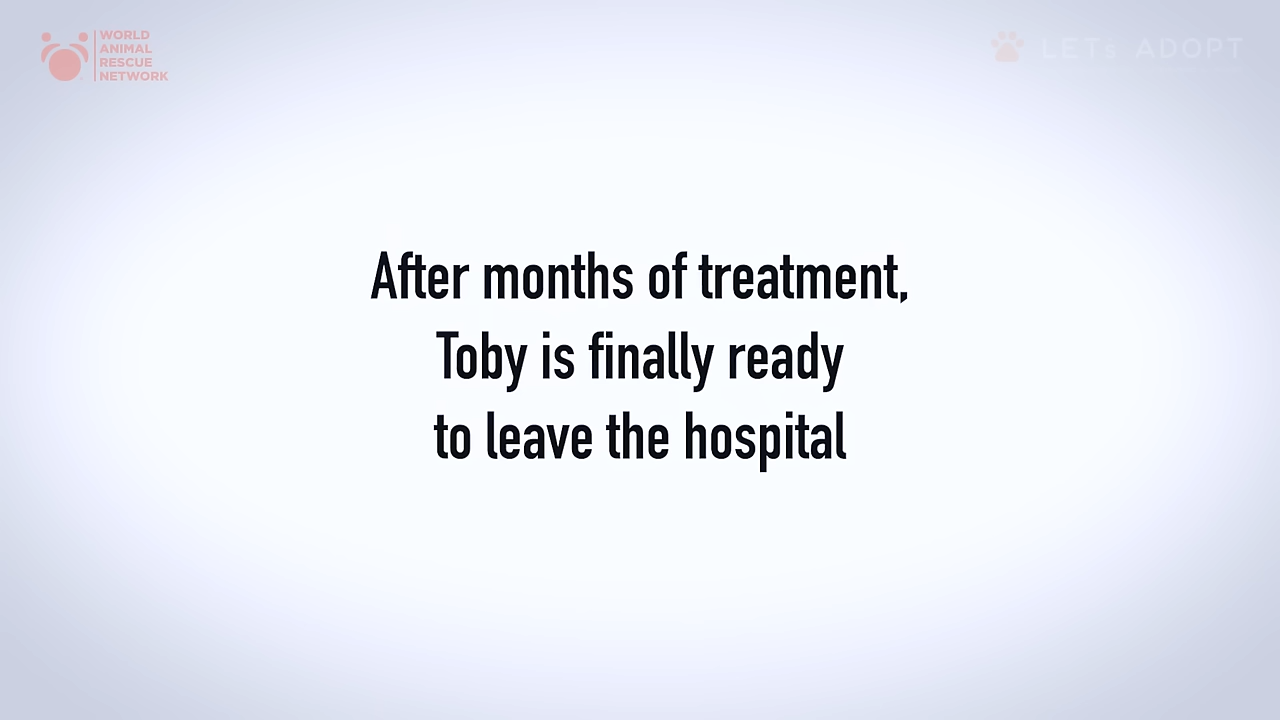 WORLD
ANIMAL
RESCUE
NETWORK
LETs ADOPT
After months of treatment,
Toby is finally ready
to leave the hospital